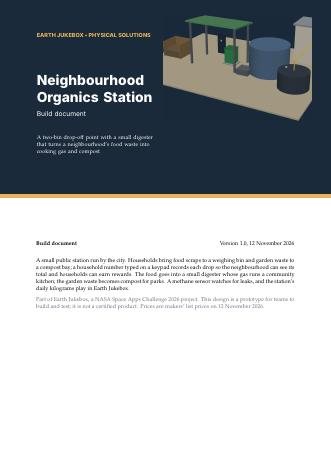 EARTH JUKEBOX • PHYSICAL SOLUTIONS
Neighbourhood
Organics Station
Build document
A two-bin drop-off point with a small digester
that turns a neighbourhood's food waste into
cooking gas and compost
Build document
Version 1.0, 12 November 2026
A small public station run by the city. Households bring food scraps to a weighing bin and garden waste to
a compost bay; a household number typed on a keypad records each drop so the neighbourhood can see its
total and households can earn rewards. The food goes into a small digester whose gas runs a community
kitchen; the garden waste becomes compost for parks. A methane sensor watches for leaks, and the station's
daily kilograms play in Earth Jukebox.
Part of Earth Jukebox, a NASA Space Apps Challenge 2026 project. This design is a prototype for teams to
build and test; it is not a certified product. Prices are makers' list prices on 12 November 2026.